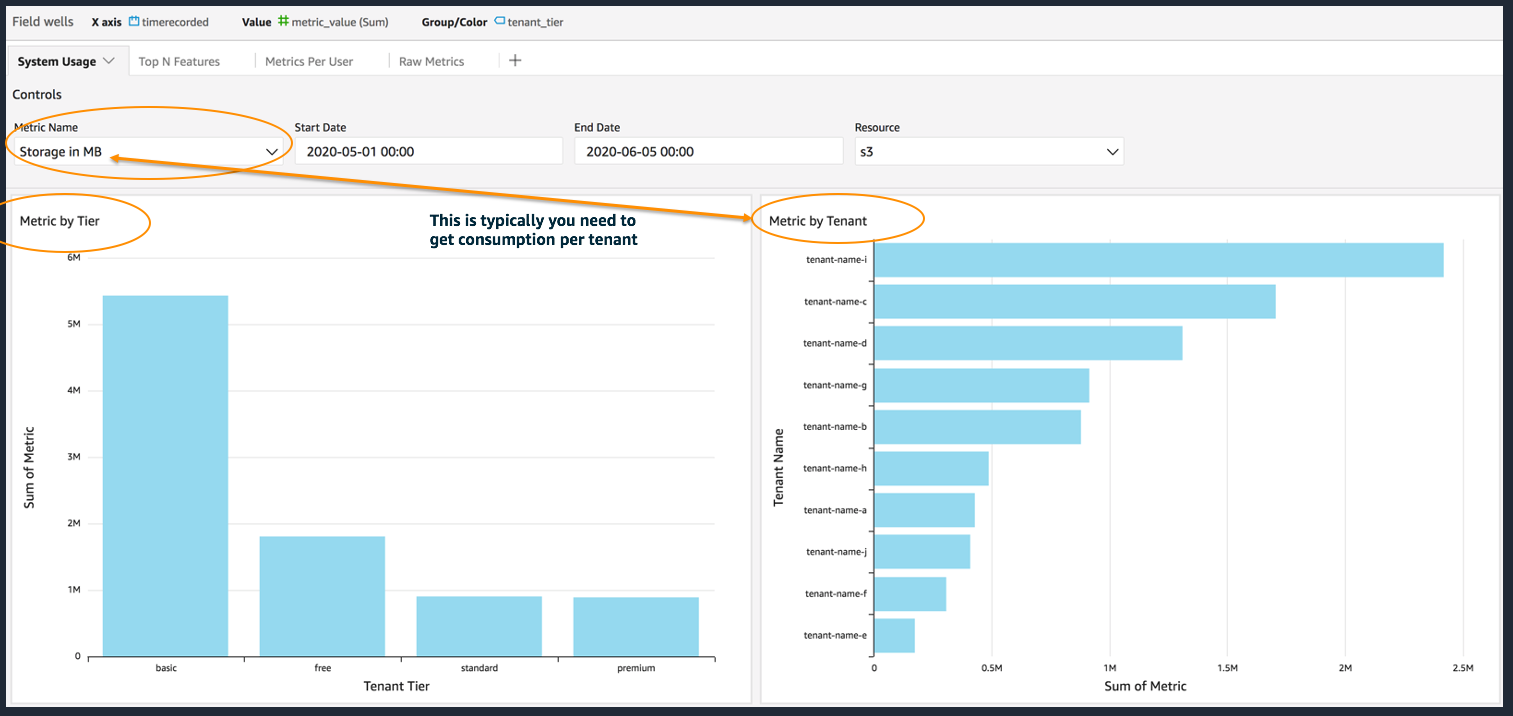 Field wells X axis timerecorded Value metric_value (Sum) Group/Color tenant_tier
System Usage Top N Features Metrics Per User Raw Metrics +
Controls
Metric Name Start Date End Date Resource
Storage in MB 2020-05-01 00:00 2020-06-05 00:00 s3
Metric by Tier
This is typically you need to
get consumption per tenant
6M
5M
4M
3M
2M
1M
0
Sum of Metric
basic free standard premium
Tenant Tier
Metric by Tenant
tenant-name-i
tenant-name-c
tenant-name-d
tenant-name-g
tenant-name-b
tenant-name-h
tenant-name-a
tenant-name-j
tenant-name-f
tenant-name-e
Tenant Name
0 0.5M 1M 1.5M 2M 2.5M
Sum of Metric